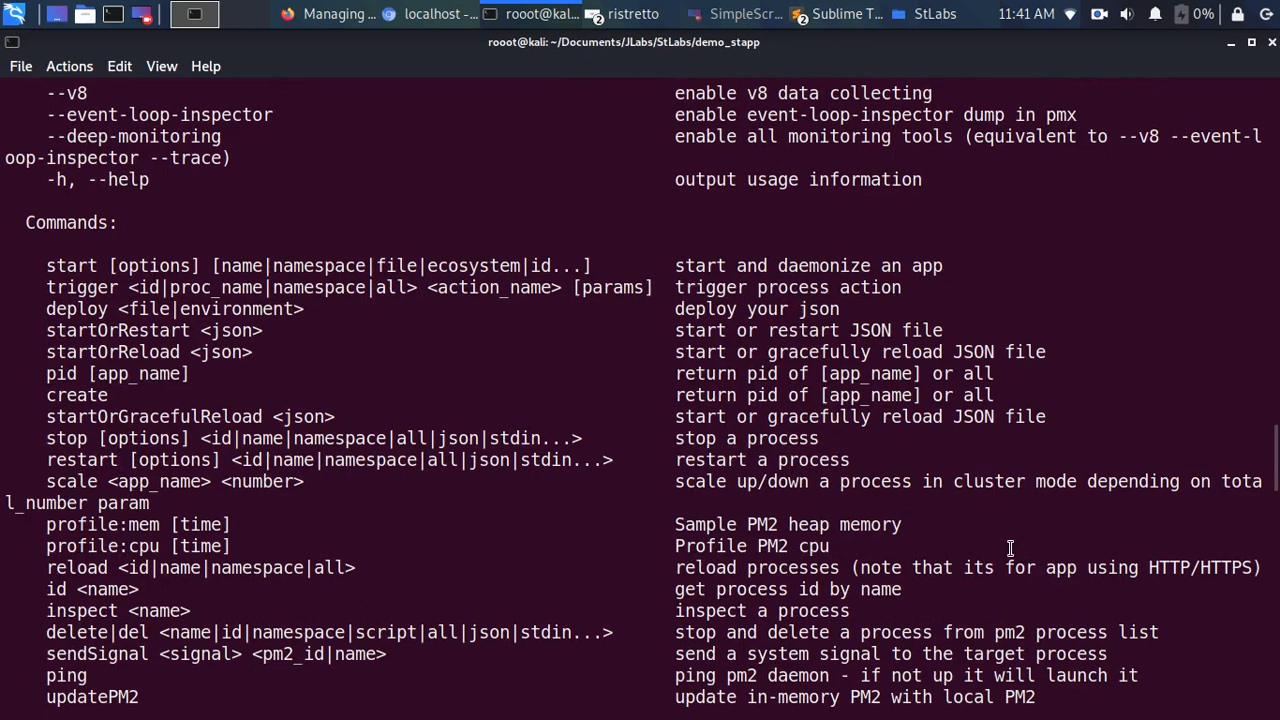 Managing ...
localhost -...
rooot@kal...
2
ristretto
SimpleScr...
2
Sublime T...
StLabs
11:41 AM
0%
rooot@kali: ~/Documents/JLabs/StLabs/demo_stapp
File Actions Edit View Help
--v8 enable v8 data collecting
--event-loop-inspector enable event-loop-inspector dump in pmx
--deep-monitoring enable all monitoring tools (equivalent to --v8 --event-l
oop-inspector --trace)
-h, --help output usage information
Commands:
start [options] [name|namespace|file|ecosystem|id...] start and daemonize an app
trigger <id|proc_name|namespace|all> <action_name> [params] trigger process action
deploy <file|environment> deploy your json
startOrRestart <json> start or restart JSON file
startOrReload <json> start or gracefully reload JSON file
pid [app_name] return pid of [app_name] or all
create return pid of [app_name] or all
startOrGracefulReload <json> start or gracefully reload JSON file
stop [options] <id|name|namespace|all|json|stdin...> stop a process
restart [options] <id|name|namespace|all|json|stdin...> restart a process
scale <app_name> <number> scale up/down a process in cluster mode depending on tota
l_number param
profile:mem [time] Sample PM2 heap memory
profile:cpu [time] Profile PM2 cpu
reload <id|name|namespace|all> reload processes (note that its for app using HTTP/HTTPS)
id <name> get process id by name
inspect <name> inspect a process
delete|del <name|id|namespace|script|all|json|stdin...> stop and delete a process from pm2 process list
sendSignal <signal> <pm2_id|name> send a system signal to the target process
ping ping pm2 daemon - if not up it will launch it
updatePM2 update in-memory PM2 with local PM2